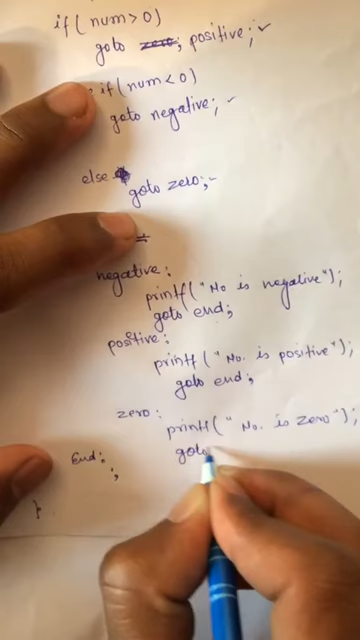 if(num>0)
goto positive;
if(num<0)
goto negative;
else
goto zero;
negative:
printf("No is negative");
goto end;
positive:
printf("No. is positive");
goto end;
zero:
printf("No. is zero");
goto
End:
;
}